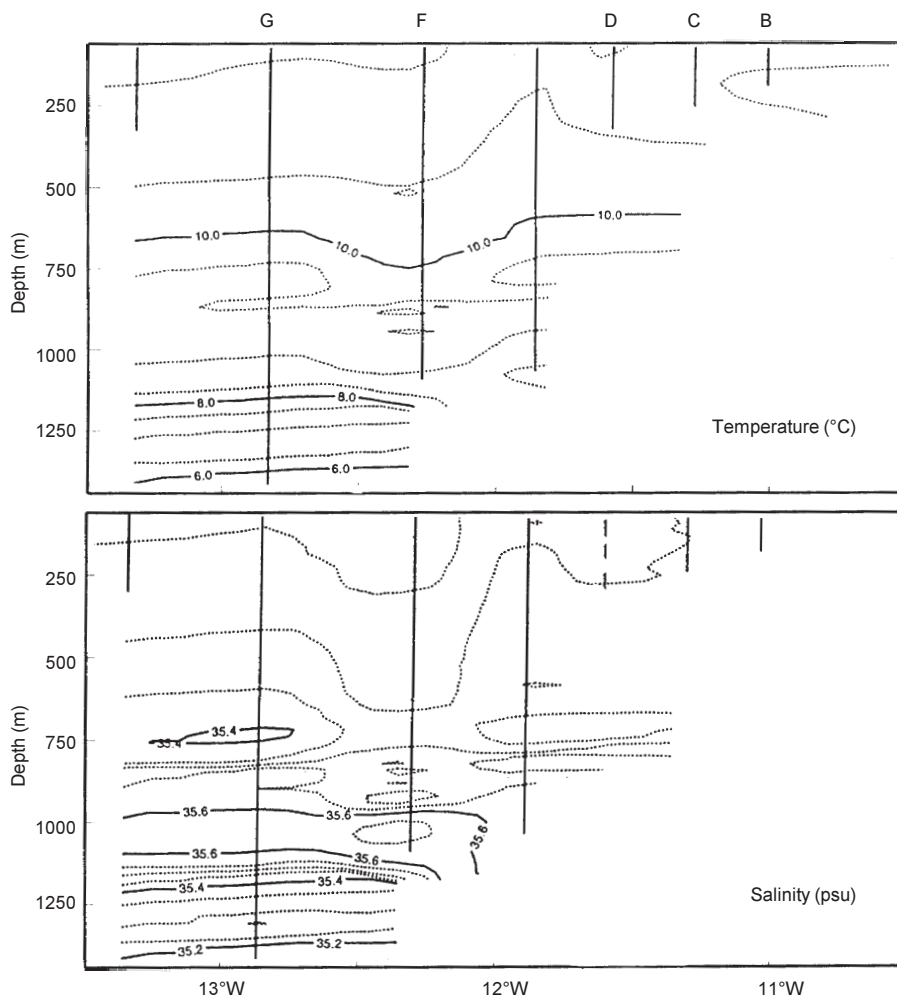 G F D C B
250
500
10.0 10.0 10.0 10.0
750
1000
8.0 8.0
1250
6.0 6.0
Depth (m)
Temperature (°C)
250
500
35.4
750
35.4
35.6 35.6 35.6
1000
35.6 35.6
35.4 35.4
1250
35.2 35.2
Depth (m)
Salinity (psu)
13°W 12°W 11°W